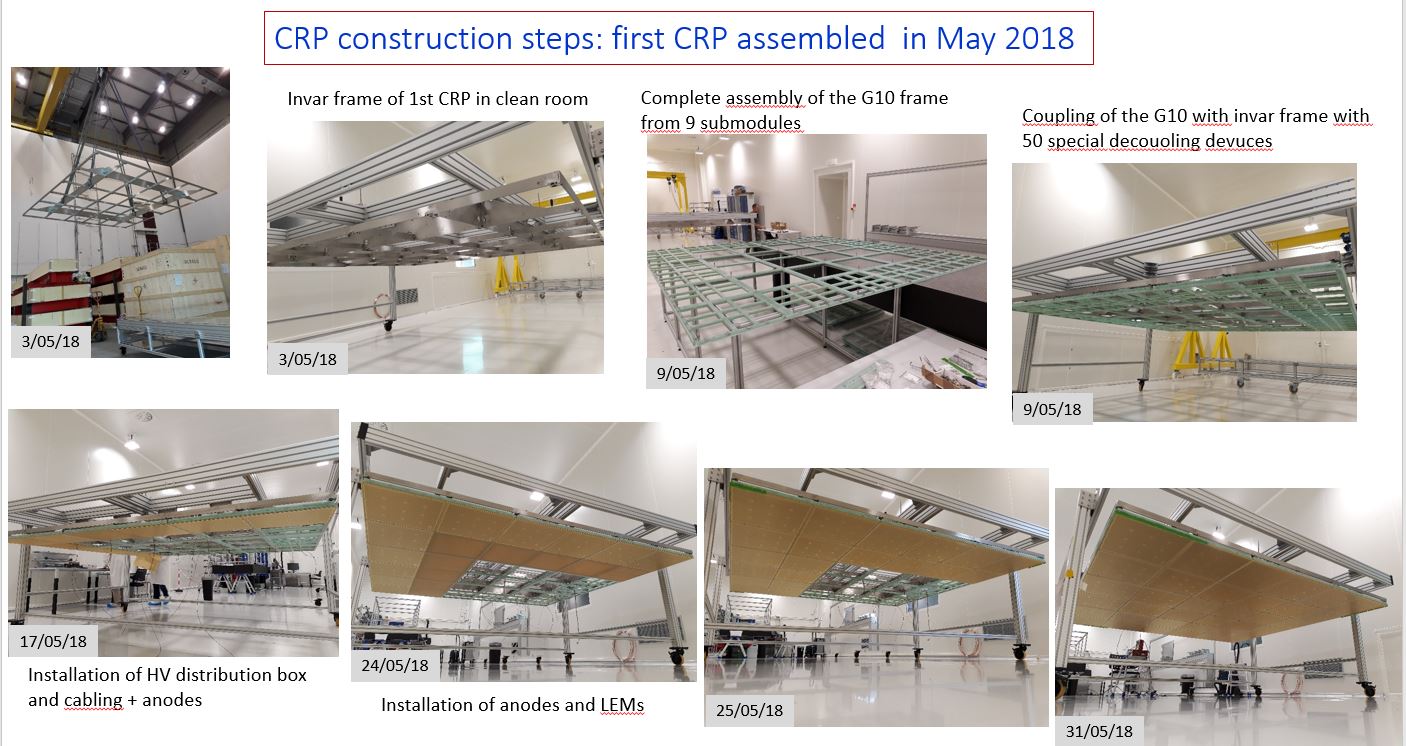 CRP construction steps: first CRP assembled in May 2018
Invar frame of 1st CRP in clean room
Complete assembly of the G10 frame
from 9 submodules
Coupling of the G10 with invar frame with
50 special decouoling devuces
3/05/18
3/05/18
9/05/18
9/05/18
17/05/18
24/05/18
25/05/18
31/05/18
Installation of HV distribution box
and cabling + anodes
Installation of anodes and LEMs